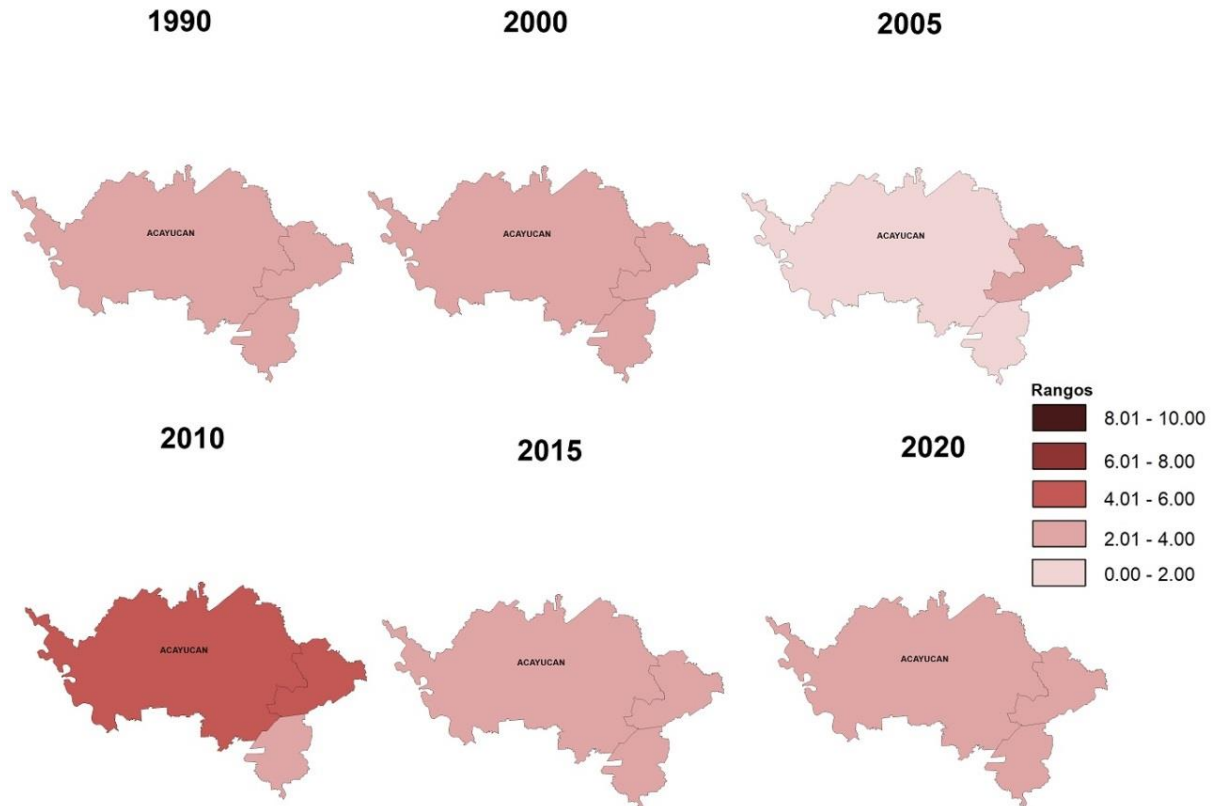 1990
2000
2005
ACAYUCAN
ACAYUCAN
ACAYUCAN
Rangos
8.01 - 10.00
6.01 - 8.00
4.01 - 6.00
2.01 - 4.00
0.00 - 2.00
2010
2015
2020
ACAYUCAN
ACAYUCAN
ACAYUCAN